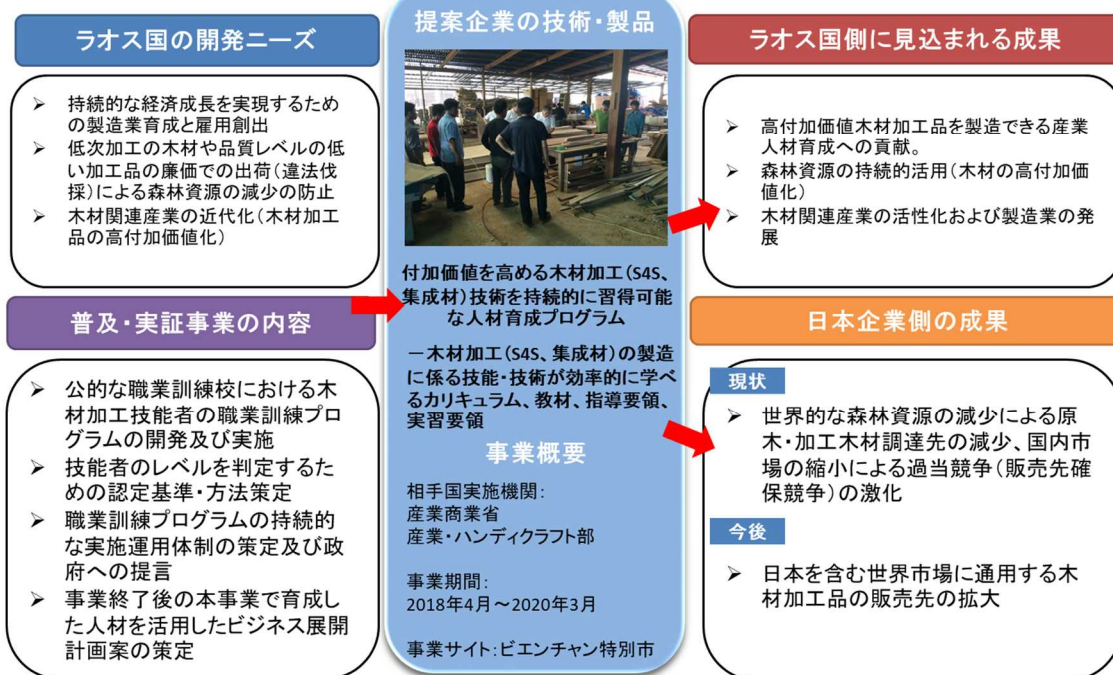 ラオス国の開発ニーズ
➢ 持続的な経済成長を実現するため
の製造業育成と雇用創出
➢ 低次加工の木材や品質レベルの低
い加工品の廉価での出荷(違法伐
採)による森林資源の減少の防止
➢ 木材関連産業の近代化(木材加工
品の高付加価値化)
普及・実証事業の内容
➢ 公的な職業訓練校における木
材加工技能者の職業訓練プロ
グラムの開発及び実施
➢ 技能者のレベルを判定するた
めの認定基準・方法策定
➢ 職業訓練プログラムの持続的
な実施運用体制の策定及び政
府への提言
➢ 事業終了後の本事業で育成し
た人材を活用したビジネス展開
計画案の策定
提案企業の技術・製品
付加価値を高める木材加工(S4S、
集成材)技術を持続的に習得可能
な人材育成プログラム
－木材加工(S4S、集成材)の製造
に係る技能・技術が効率的に学べ
るカリキュラム、教材、指導要領、
実習要領
事業概要
相手国実施機関:
産業商業省
産業・ハンディクラフト部
事業期間:
2018年4月～2020年3月
事業サイト:ビエンチャン特別市
ラオス国側に見込まれる成果
➢ 高付加価値木材加工品を製造できる産業
人材育成への貢献。
➢ 森林資源の持続的活用(木材の高付加価
値化)
➢ 木材関連産業の活性化および製造業の発
展
日本企業側の成果
現状
➢ 世界的な森林資源の減少による原
木・加工木材調達先の減少、国内市
場の縮小による過当競争(販売先確
保競争)の激化
今後
➢ 日本を含む世界市場に通用する木
材加工品の販売先の拡大